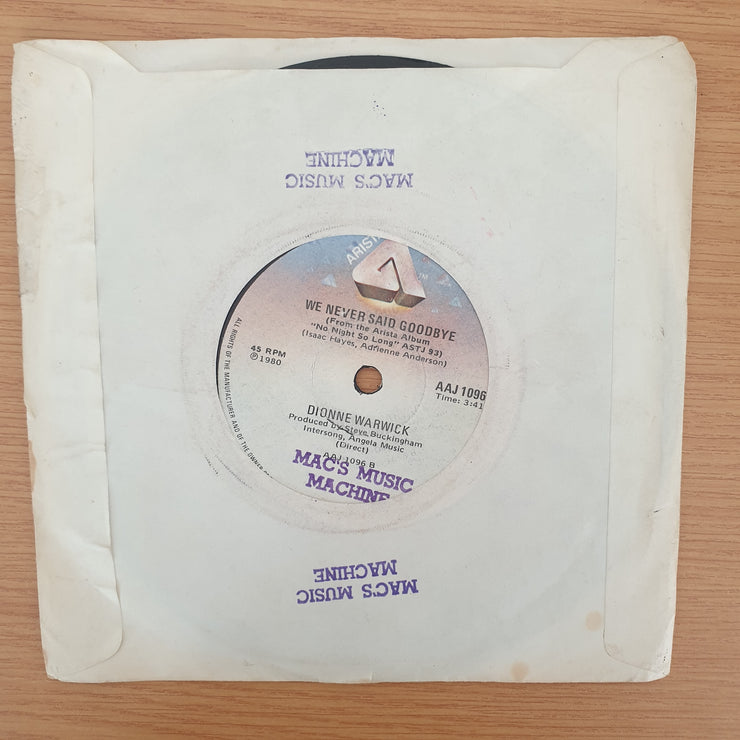 MAC'S MUSIC
MACHINE
ARISTA
TM
WE NEVER SAID GOODBYE
(From the Arista Album
"No Night So Long" ASTJ 93)
(Isaac Hayes, Adrienne Anderson)
45 RPM
℗ 1980
AAJ 1096
Time: 3:41
DIONNE WARWICK
Produced by Steve Buckingham
Intersong, Angela Music
(Direct)
AAJ 1096 B
ALL RIGHTS OF THE MANUFACTURER AND OF THE OWNER
MAC'S MUSIC
MACHINE
MAC'S MUSIC
MACHINE